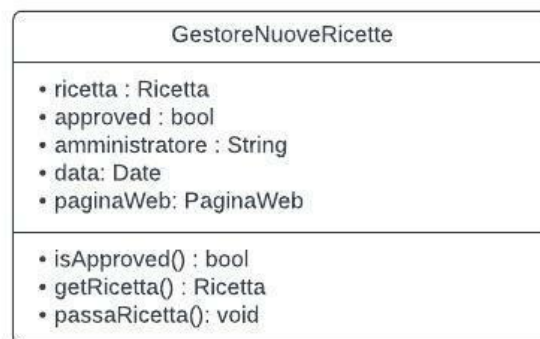 GestoreNuoveRicette
• ricetta : Ricetta
• approved : bool
• amministratore : String
• data: Date
• paginaWeb: PaginaWeb
• isApproved() : bool
• getRicetta() : Ricetta
• passaRicetta(): void